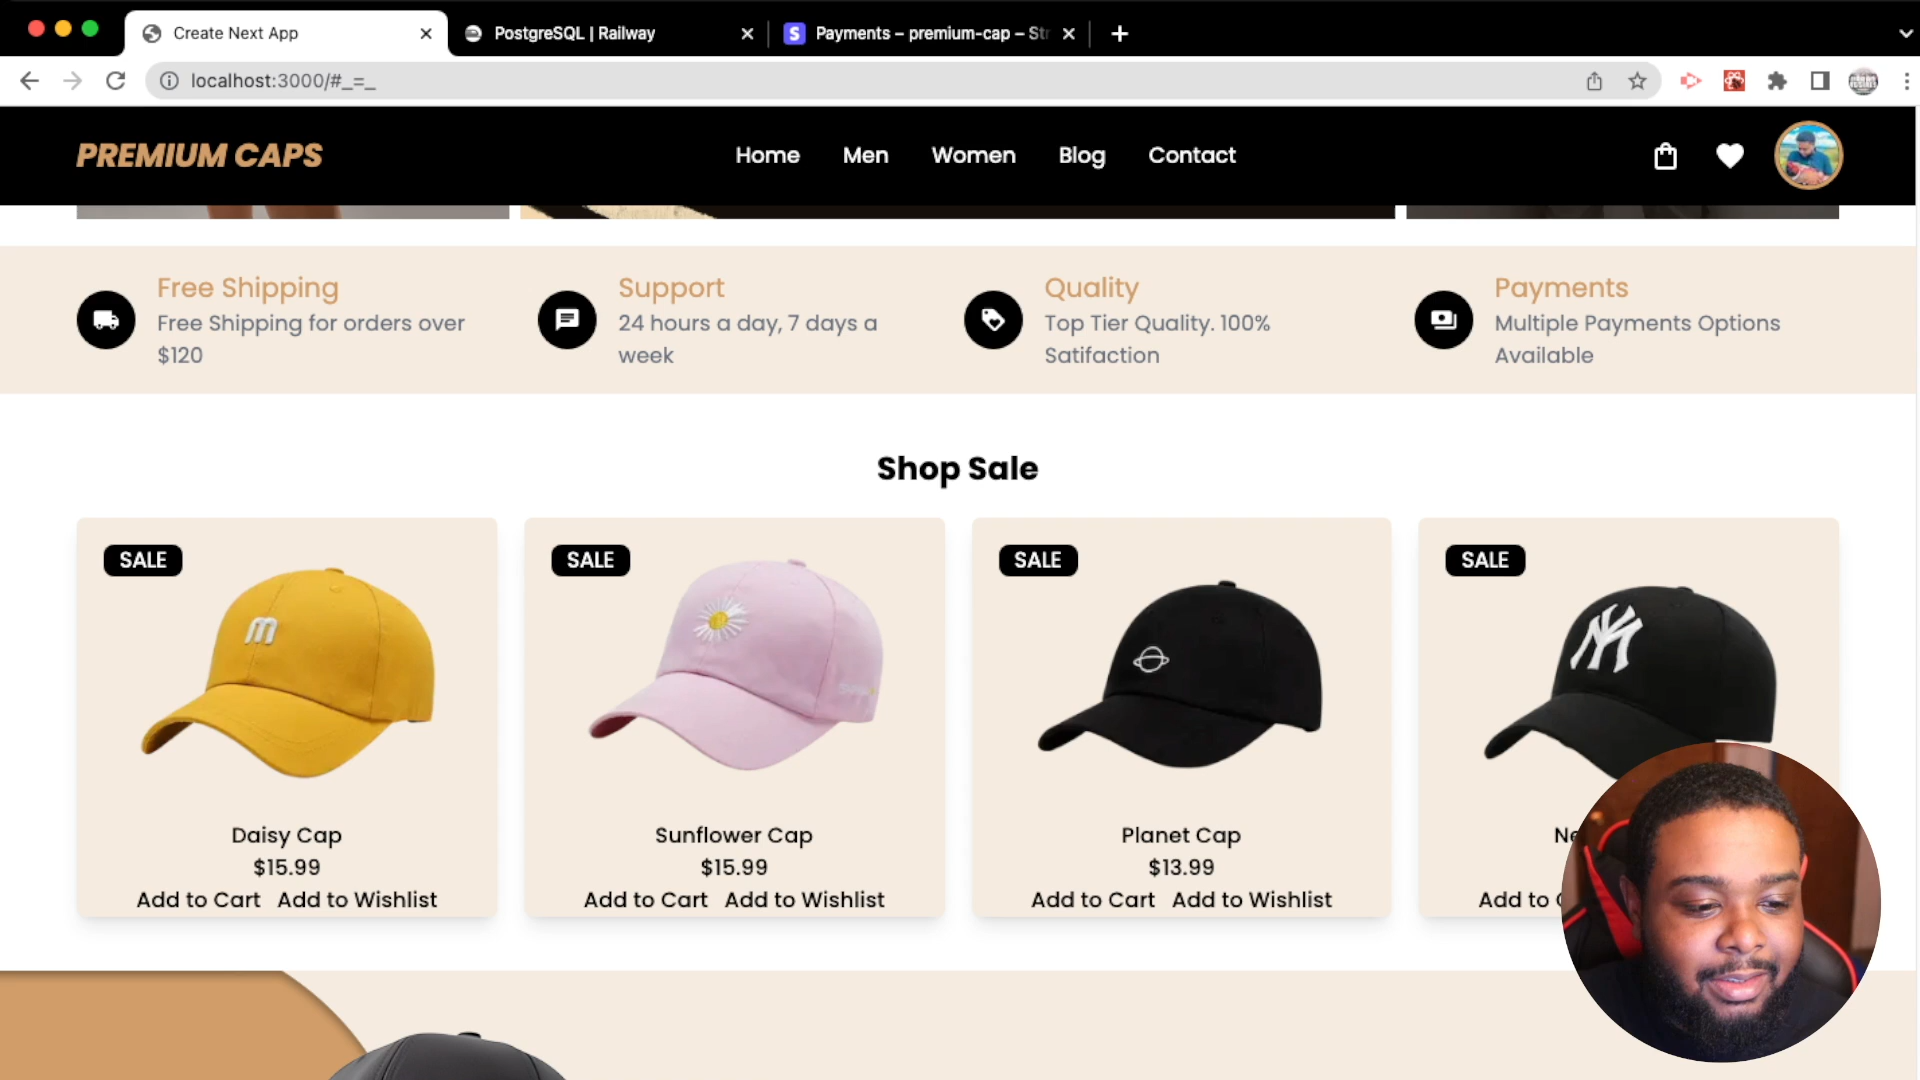 Create Next App
PostgreSQL | Railway
S Payments – premium-cap – Str
localhost:3000/#_=_
PREMIUM CAPS
Home Men Women Blog Contact
Free Shipping
Free Shipping for orders over
$120
Support
24 hours a day, 7 days a
week
Quality
Top Tier Quality. 100%
Satifaction
Payments
Multiple Payments Options
Available
Shop Sale
SALE
m
Daisy Cap
$15.99
Add to Cart Add to Wishlist
SALE
Sunflower Cap
$15.99
Add to Cart Add to Wishlist
SALE
Planet Cap
$13.99
Add to Cart Add to Wishlist
SALE
Ne
Add to